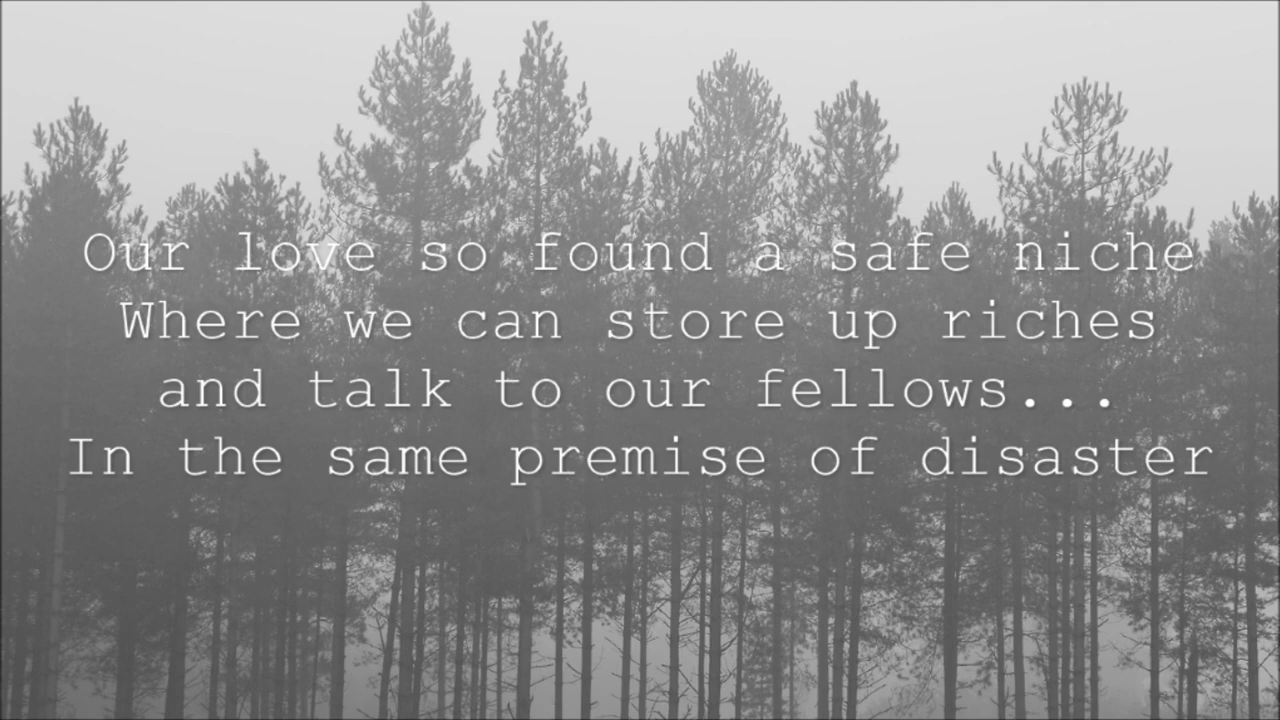 Our love so found a safe niche
Where we can store up riches
and talk to our fellows...
In the same premise of disaster